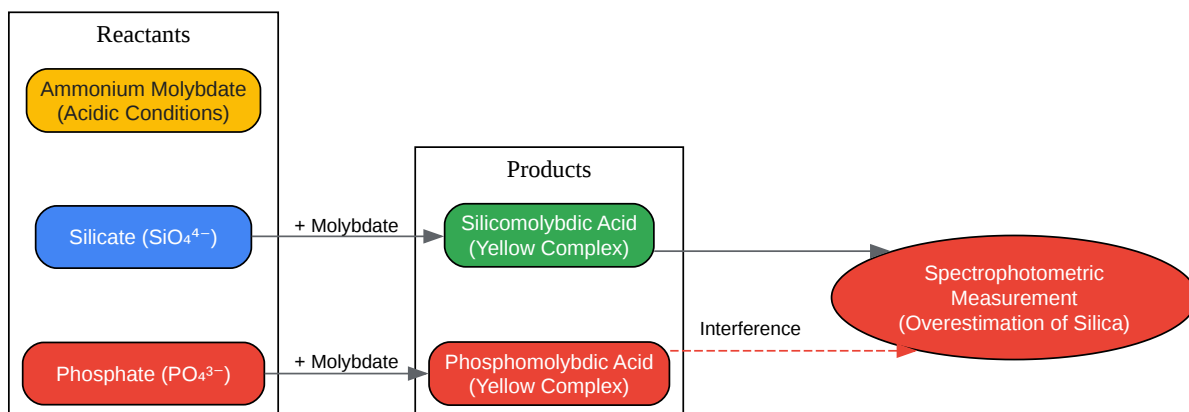 Reactants
Ammonium Molybdate
(Acidic Conditions)
Silicate (SiO₄⁴⁻)
+ Molybdate
Phosphate (PO₄³⁻)
+ Molybdate
Products
Silicomolybdic Acid
(Yellow Complex)
Phosphomolybdic Acid
(Yellow Complex)
Interference
Spectrophotometric
Measurement
(Overestimation of Silica)